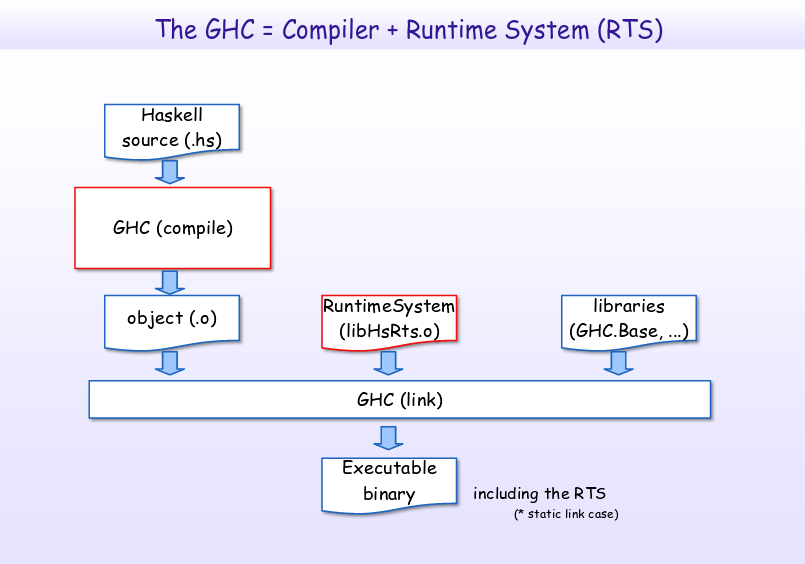 The GHC = Compiler + Runtime System (RTS)
Haskell
source (.hs)
GHC (compile)
object (.o)
RuntimeSystem
(libHsRts.o)
libraries
(GHC.Base, ...)
GHC (link)
Executable
binary
including the RTS
(* static link case)